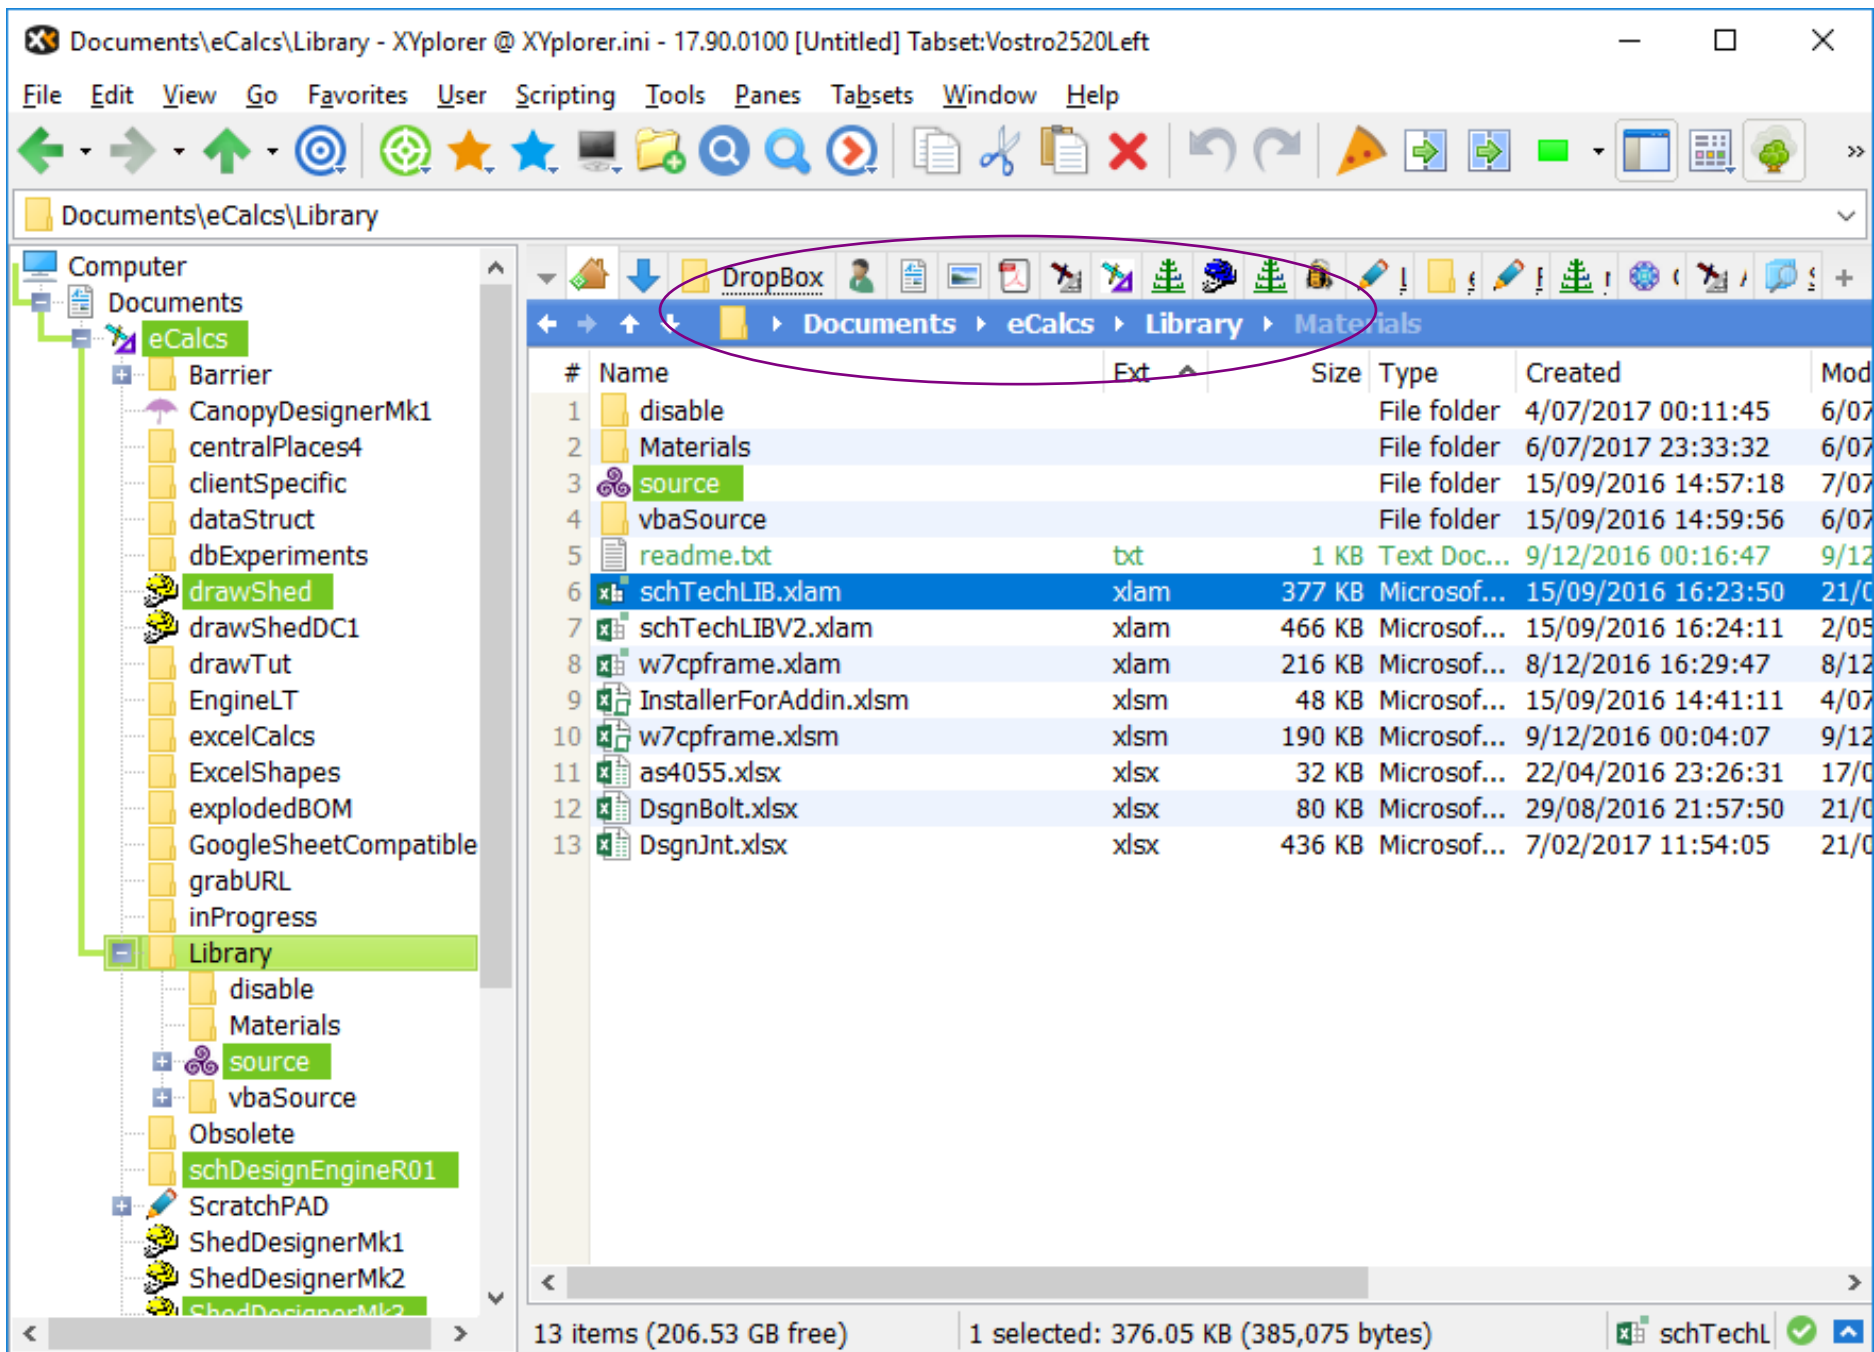 Documents\eCalcs\Library - XYplorer @ XYplorer.ini - 17.90.0100 [Untitled] Tabset:Vostro2520Left
File Edit View Go Favorites User Scripting Tools Panes Tabsets Window Help
Documents\eCalcs\Library
Computer
Documents
eCalcs
Barrier
CanopyDesignerMk1
centralPlaces4
clientSpecific
dataStruct
dbExperiments
drawShed
drawShedDC1
drawTut
EngineLT
excelCalcs
ExcelShapes
explodedBOM
GoogleSheetCompatible
grabURL
inProgress
Library
disable
Materials
source
vbaSource
Obsolete
schDesignEngineR01
ScratchPAD
ShedDesignerMk1
ShedDesignerMk2
ShedDesignerMk3
DropBox
Documents eCalcs Library Materials
# Name Ext Size Type Created Mod
1 disable File folder 4/07/2017 00:11:45 6/07
2 Materials File folder 6/07/2017 23:33:32 6/07
3 source File folder 15/09/2016 14:57:18 7/07
4 vbaSource File folder 15/09/2016 14:59:56 6/07
5 readme.txt txt 1 KB Text Doc... 9/12/2016 00:16:47 9/12
6 schTechLIB.xlam xlam 377 KB Microsof... 15/09/2016 16:23:50 21/0
7 schTechLIBV2.xlam xlam 466 KB Microsof... 15/09/2016 16:24:11 2/05
8 w7cpframe.xlam xlam 216 KB Microsof... 8/12/2016 16:29:47 8/12
9 InstallerForAddin.xlsm xlsm 48 KB Microsof... 15/09/2016 14:41:11 4/07
10 w7cpframe.xlsm xlsm 190 KB Microsof... 9/12/2016 00:04:07 9/12
11 as4055.xlsx xlsx 32 KB Microsof... 22/04/2016 23:26:31 17/0
12 DsgnBolt.xlsx xlsx 80 KB Microsof... 29/08/2016 21:57:50 21/0
13 DsgnJnt.xlsx xlsx 436 KB Microsof... 7/02/2017 11:54:05 21/0
13 items (206.53 GB free) 1 selected: 376.05 KB (385,075 bytes) schTechL